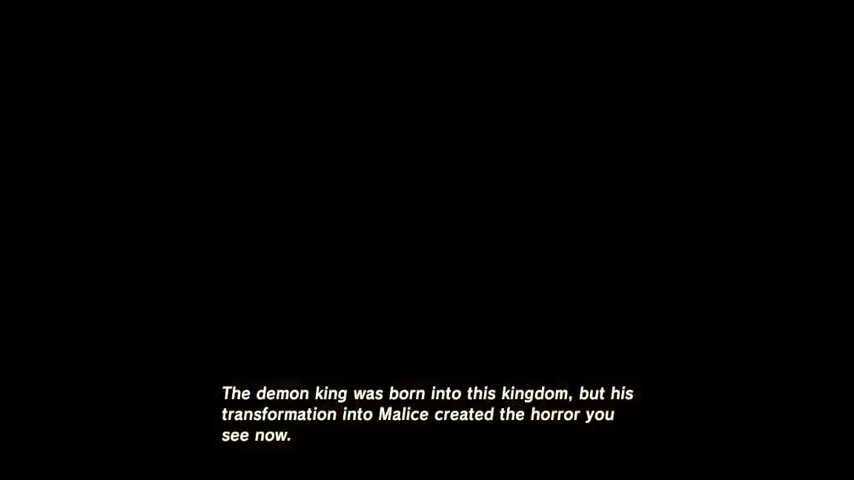 The demon king was born into this kingdom, but his
transformation into Malice created the horror you
see now.